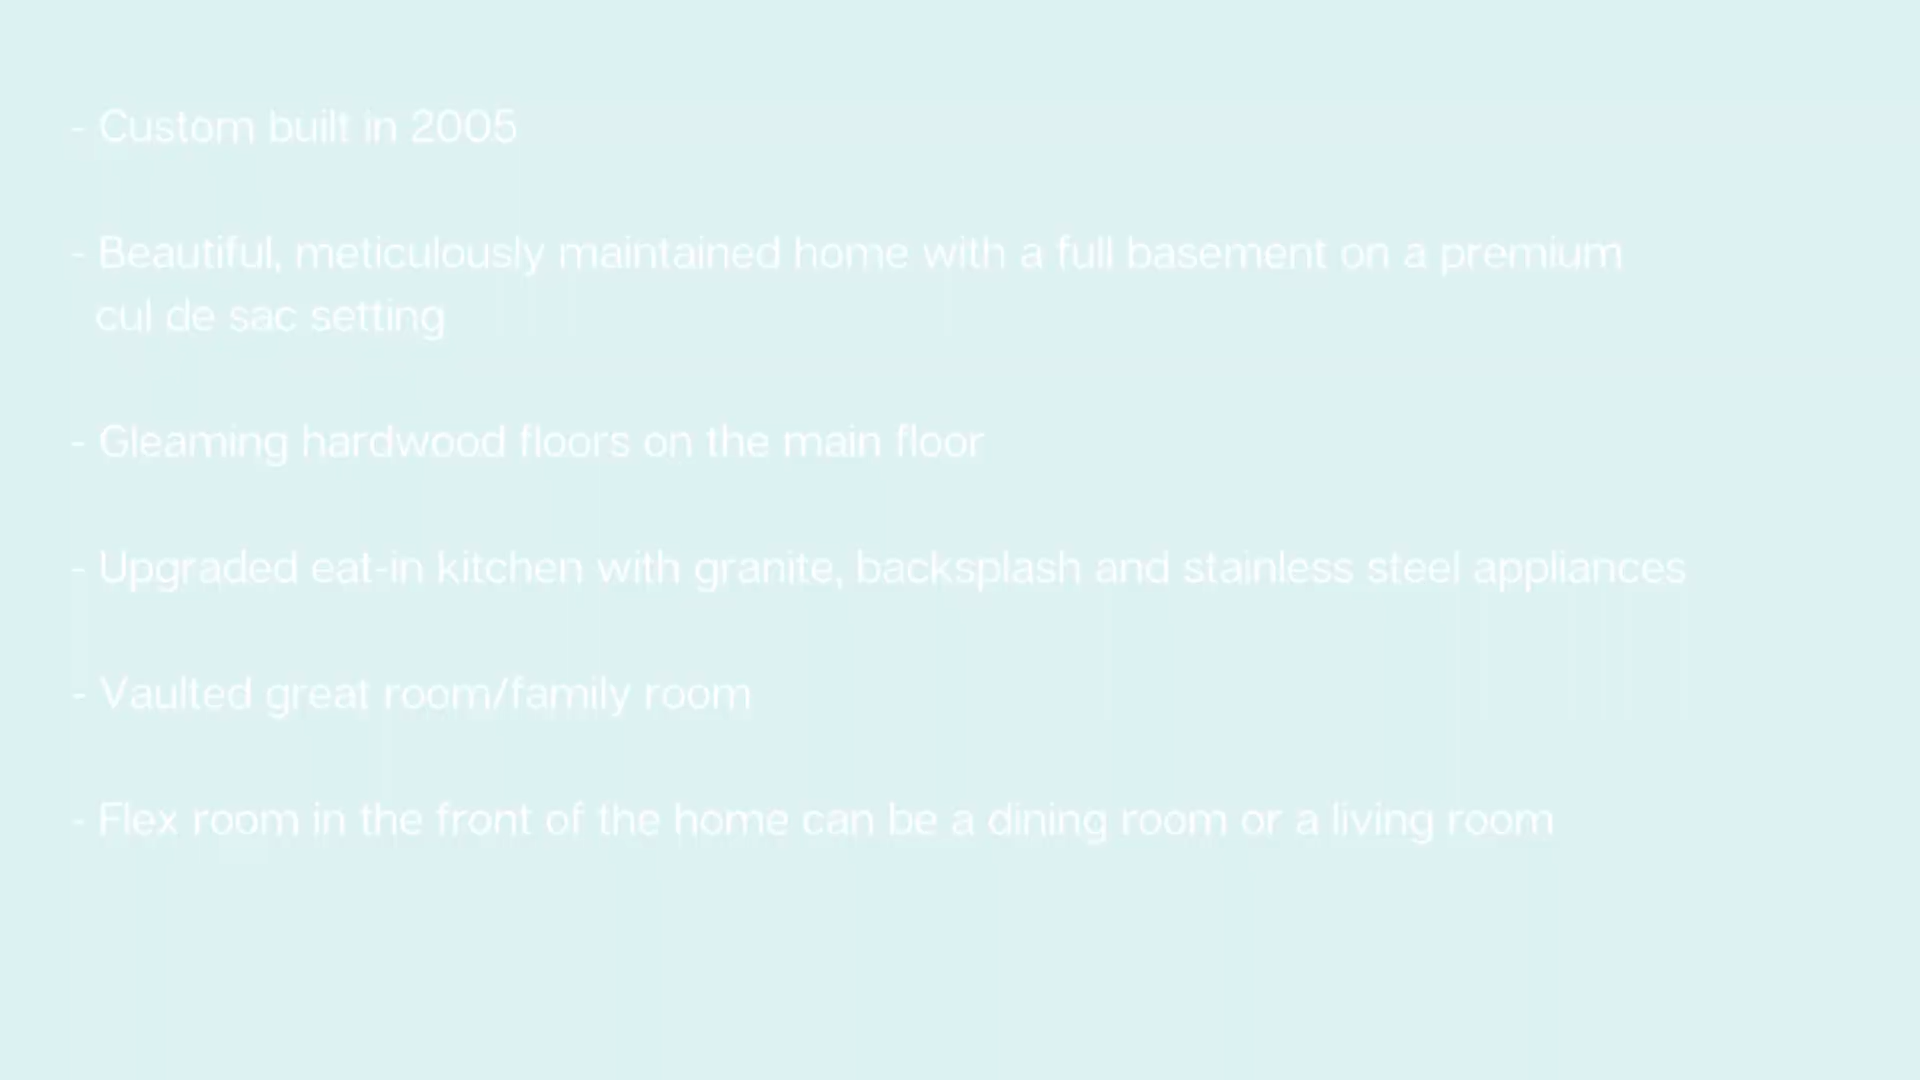 - Custom built in 2005
- Beautiful, meticulously maintained home with a full basement on a premium
cul de sac setting
- Gleaming hardwood floors on the main floor
- Upgraded eat-in kitchen with granite, backsplash and stainless steel appliances
- Vaulted great room/family room
- Flex room in the front of the home can be a dining room or a living room